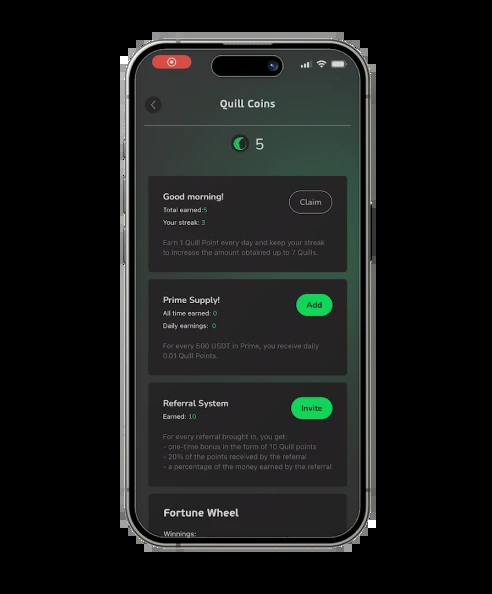 Quill Coins
5
Good morning!
Claim
Total earned:5
Your streak: 3
Earn 1 Quill Point every day and keep your streak
to increase the amount obtained up to 7 Quills.
Prime Supply!
Add
All time earned: 0
Daily earnings: 0
For every 500 USDT in Prime, you receive daily
0.01 Quill Points.
Referral System
Invite
Earned: 10
For every referral brought in, you get:
- one-time bonus in the form of 10 Quill points
- 20% of the points received by the referral
- a percentage of the money earned by the referral
Fortune Wheel
Winnings: